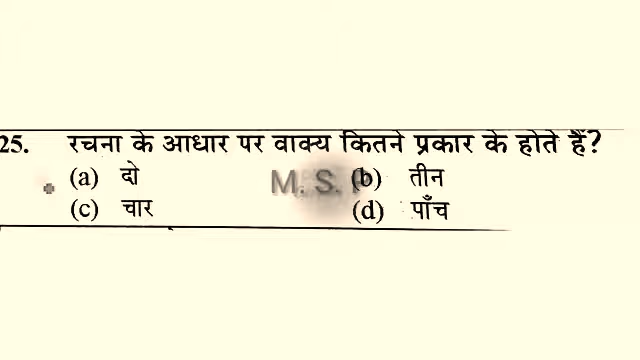 25. रचना के आधार पर वाक्य कितने प्रकार के होते हैं?
(a) दो M. S. (b) तीन
(c) चार (d) पाँच